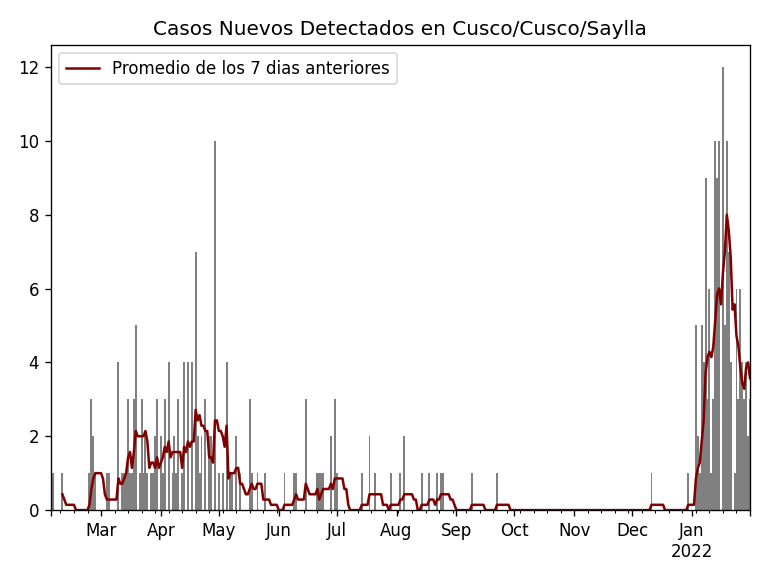 Casos Nuevos Detectados en Cusco/Cusco/Saylla
Promedio de los 7 dias anteriores
12
10
8
6
4
2
0
Mar Apr May Jun Jul Aug Sep Oct Nov Dec Jan
2022